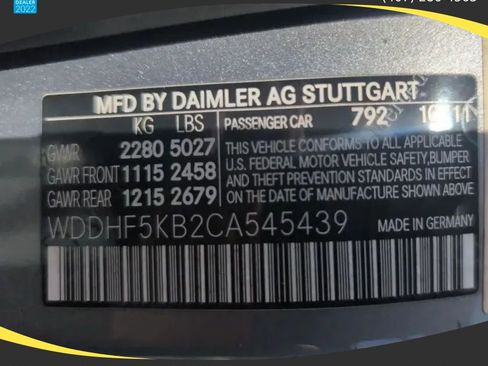 DEALER
2022
MFD BY DAIMLER AG STUTTGART
KG LBS
PASSENGER CAR 792
GVWR 2280 5027
GAWR FRONT 1115 2458
GAWR REAR 1215 2679
THIS VEHICLE CONFORMS TO ALL APPLICABLE
U.S. FEDERAL MOTOR VEHICLE SAFETY, BUMPER
AND THEFT PREVENTION STANDARDS IN EFFECT
ON THE DATE OF MANUFACTURE SHOWN ABOVE.
WDDHF5KB2CA545439
MADE IN GERMANY